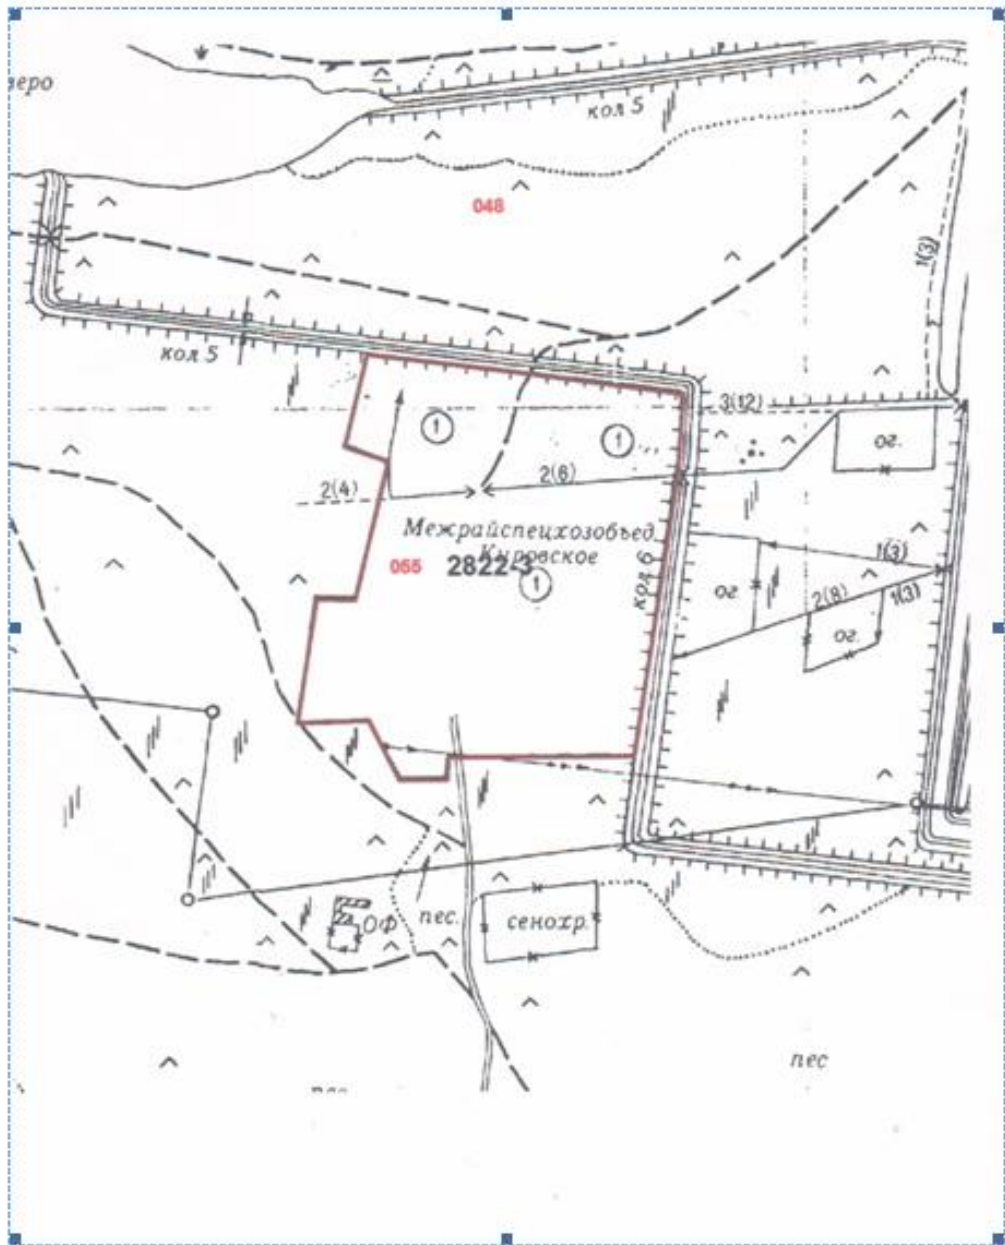 еро
кол 5
048
1(3)
кол 5
3(12)
1
1
ог.
2(6)
2(4)
Межрайспецхозобъед
Кировское
055
2822-3
1
кол 6
1(3)
ог
2(8)
1(3)
ог.
ОФ
пес.
сенохр.
пес